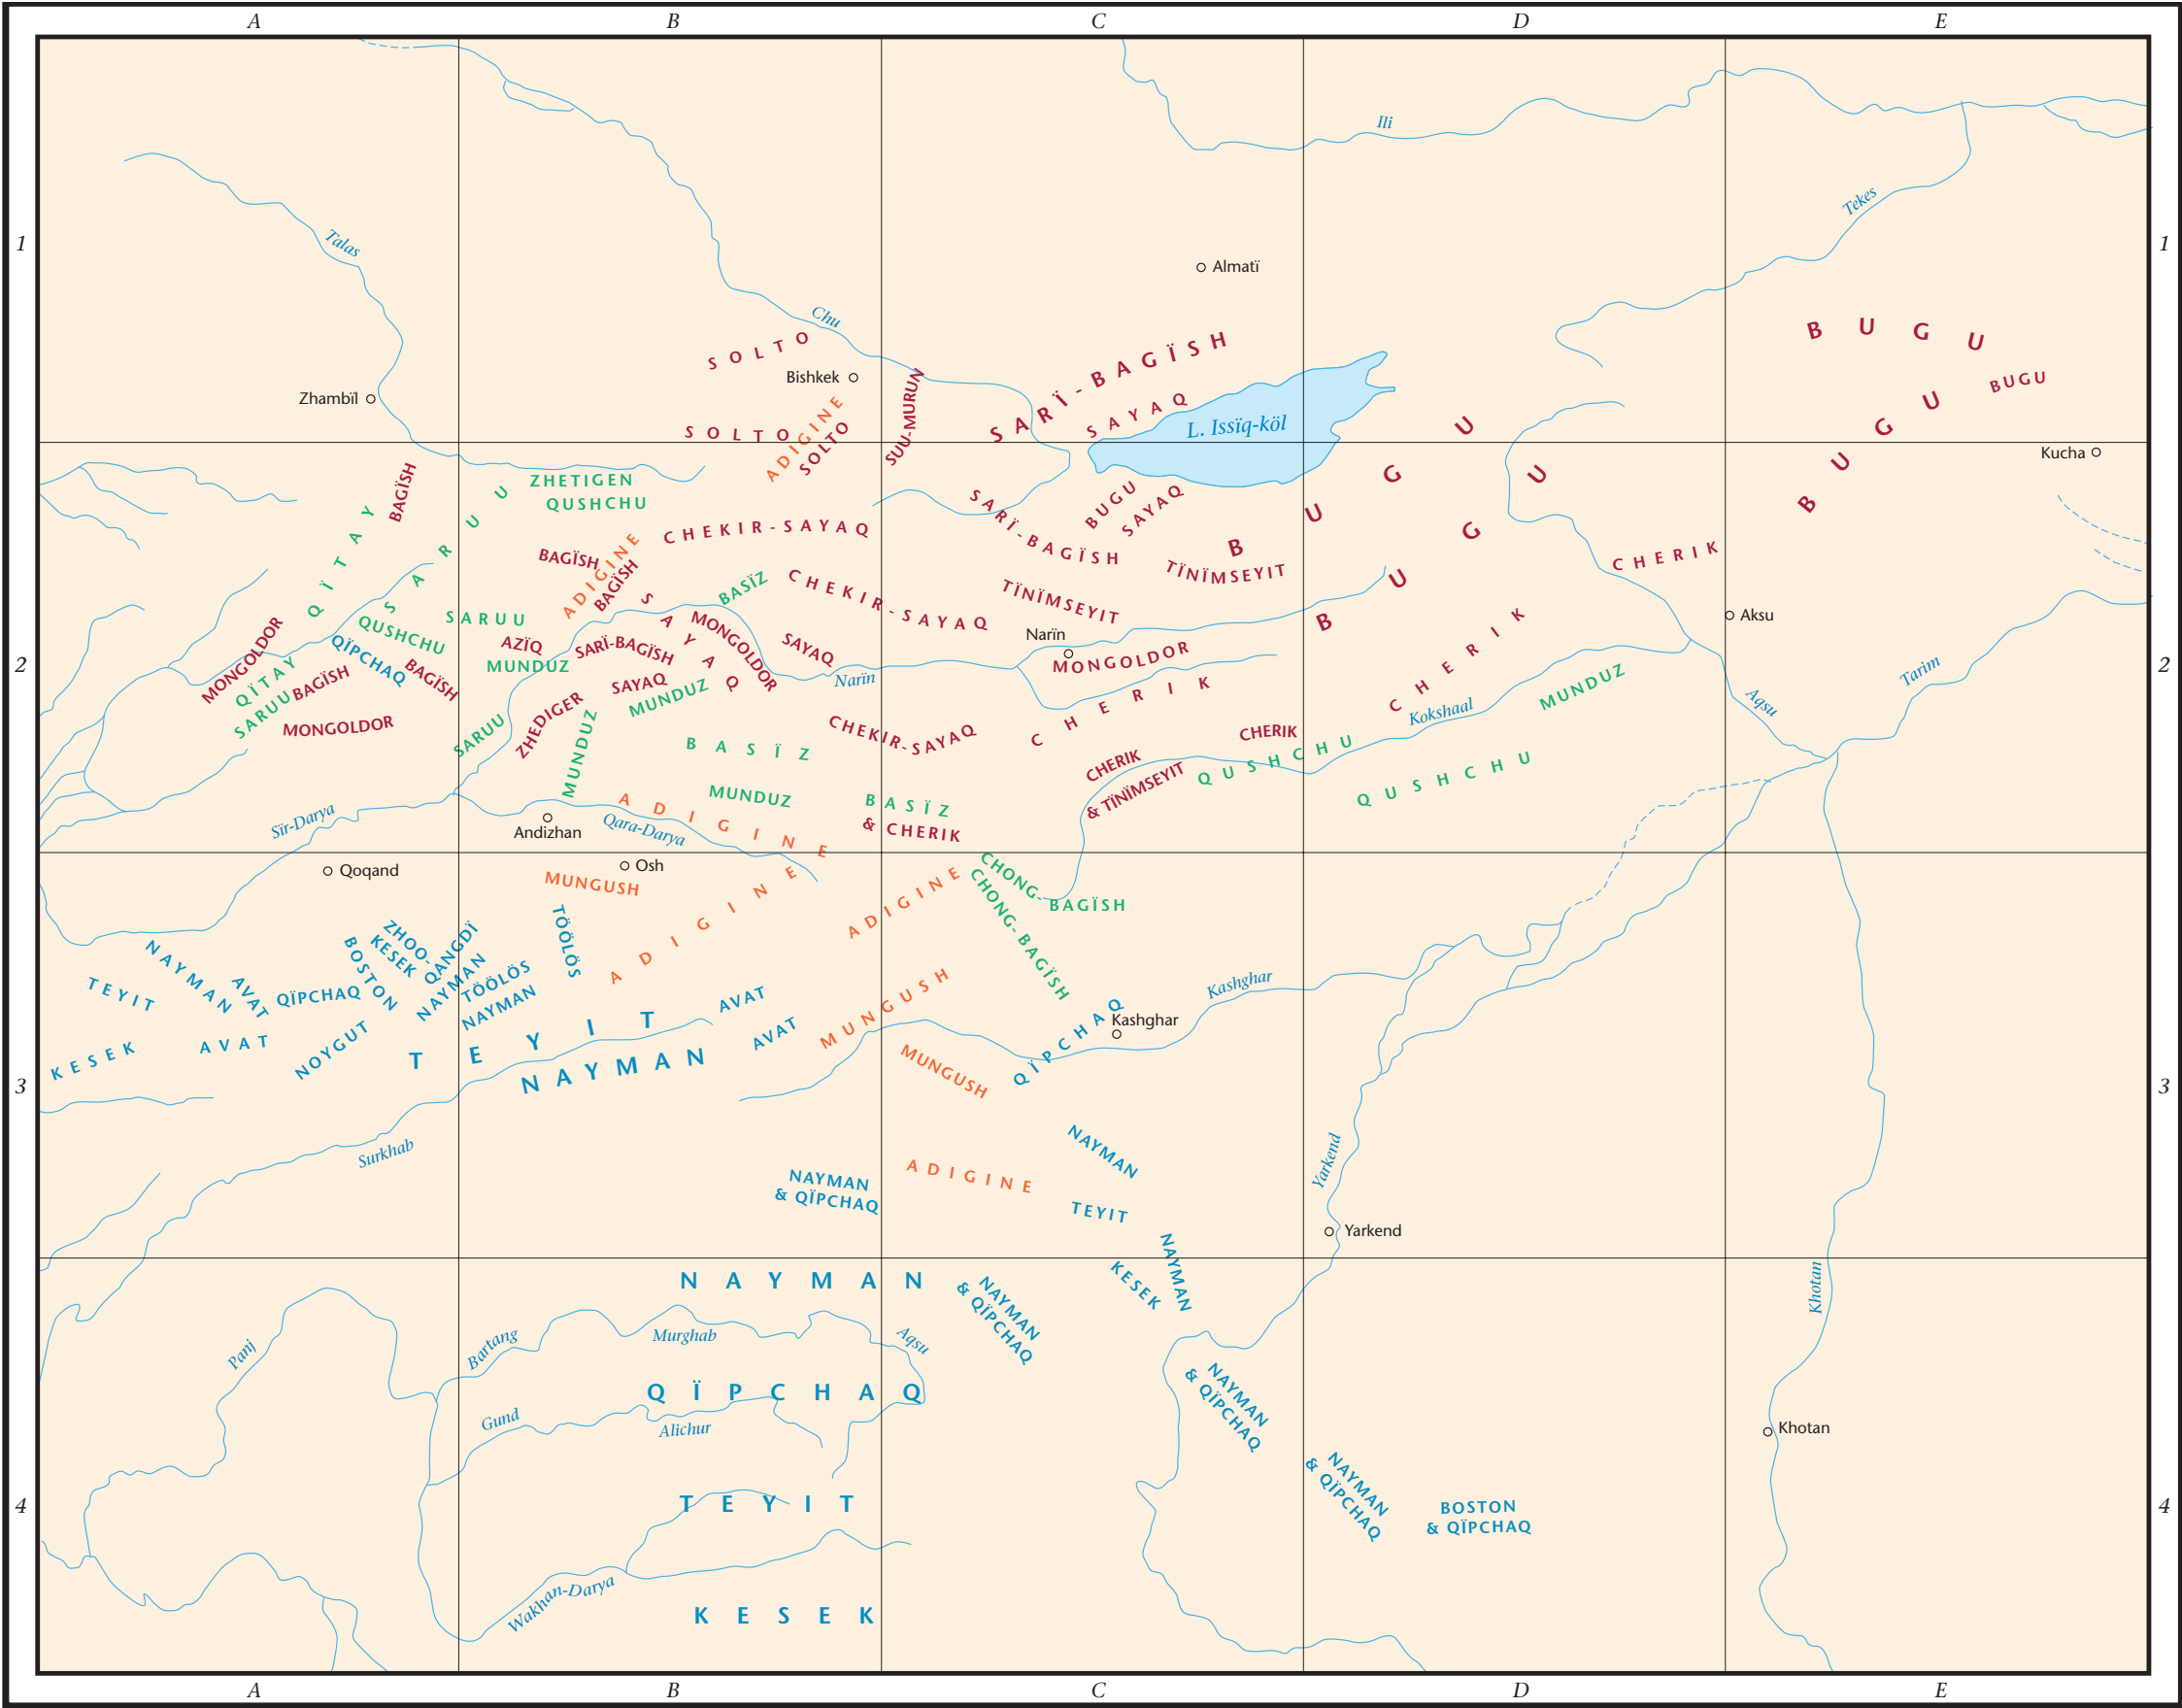 A B C D E
1 1
2 2
3 3
4 4
A B C D E
Ili
Tekes
Talas
Almatï
Chu
SOLTO
Bishkek
Zhambïl
SUU-MURUN
SARÏ-BAGÏSH
SAYAQ
L. Issïq-köl
BUGU
BUGU
BUGU
Kucha
SOLTO
ADIGINE
SOLTO
BAGÏSH
ZHETIGEN
QUSHCHU
QÏTAY
SARUU
CHEKIR-SAYAQ
SARÏ-BAGÏSH
BUGU
SAYAQ
BUGU
BUGU
CHERIK
BAGÏSH
ADIGINE
BAGÏSH
BASÏZ
CHEKIR-SAYAQ
TÏNÏMSEYIT
TÏNÏMSEYIT
Aksu
QUSHCHU
SARUU
SAYAQ
MONGOLDOR
MONGOLDOR
QÏPCHAQ
AZÏQ
SARÏ-BAGÏSH
SAYAQ
Narïn
MONGOLDOR
CHERIK
QÏTAY
BAGÏSH
BAGÏSH
MUNDUZ
SAYAQ
MUNDUZ
Narïn
CHERIK
Kokshaal
MUNDUZ
Aqsu
Tarim
SARUU
MONGOLDOR
SARUU
ZHEDIGER
MUNDUZ
BASÏZ
CHEKIR-SAYAQ
CHERIK
& TÏNÏMSEYIT
CHERIK
QUSHCHU
QUSHCHU
Sïr-Darya
Andizhan
ADIGINE
MUNDUZ
Qara-Darya
BASÏZ
& CHERIK
Qoqand
Osh
MUNGUSH
ADIGINE
ADIGINE
CHONG-
BAGÏSH
CHONG-BAGÏSH
NAYMAN
TEYIT
AVAT
QÏPCHAQ
BOSTON
ZHOO-
KESEK
QANGDÏ
NAYMAN
TÖÖLÖS
NAYMAN
TÖÖLÖS
AVAT
AVAT
MUNGUSH
Kashghar
Kashghar
QÏPCHAQ
KESEK
AVAT
NOYGUT
TEYIT
NAYMAN
MUNGUSH
Surkhab
NAYMAN
NAYMAN
& QÏPCHAQ
ADIGINE
TEYIT
Yarkend
Yarkend
NAYMAN
NAYMAN
& QÏPCHAQ
KESEK
NAYMAN
Khotan
Panj
Bartang
Murghab
Aqsu
QÏPCHAQ
Gund
Alichur
NAYMAN
& QÏPCHAQ
Khotan
TEYIT
NAYMAN
& QÏPCHAQ
BOSTON
& QÏPCHAQ
Wakhan-Darya
KESEK